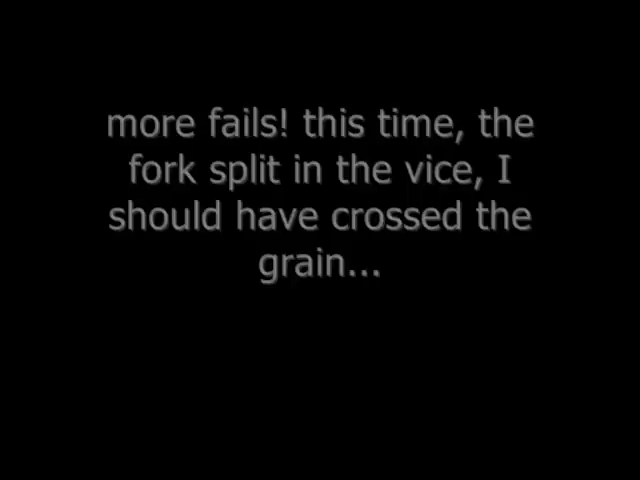 more fails! this time, the
fork split in the vice, I
should have crossed the
grain...